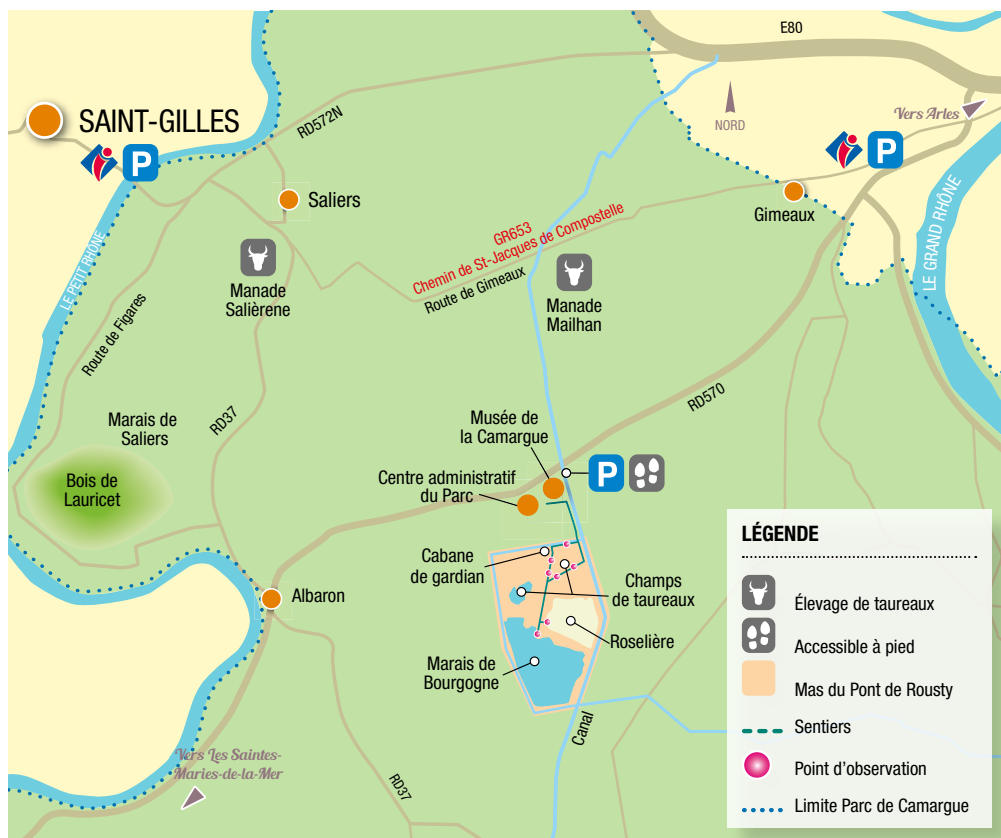 E80
SAINT-GILLES
P
RD572N
NORD
Vers Arles
P
Saliers
Gimeaux
LE PETIT RHÔNE
LE GRAND RHÔNE
GR653
Chemin de St-Jacques de Compostelle
Route de Gimeaux
Manade
Salièrene
Manade
Mailhan
Route de Figares
RD570
Marais de
Saliers
RD37
Musée de
la Camargue
P
Bois de
Lauricet
Centre administratif
du Parc
Cabane
de gardian
Champs
de taureaux
Albaron
Roselière
Marais de
Bourgogne
Canal
Vers Les Saintes-
Maries-de-la-Mer
RD37
LÉGENDE
Élevage de taureaux
Accessible à pied
Mas du Pont de Rousty
Sentiers
Point d'observation
Limite Parc de Camargue